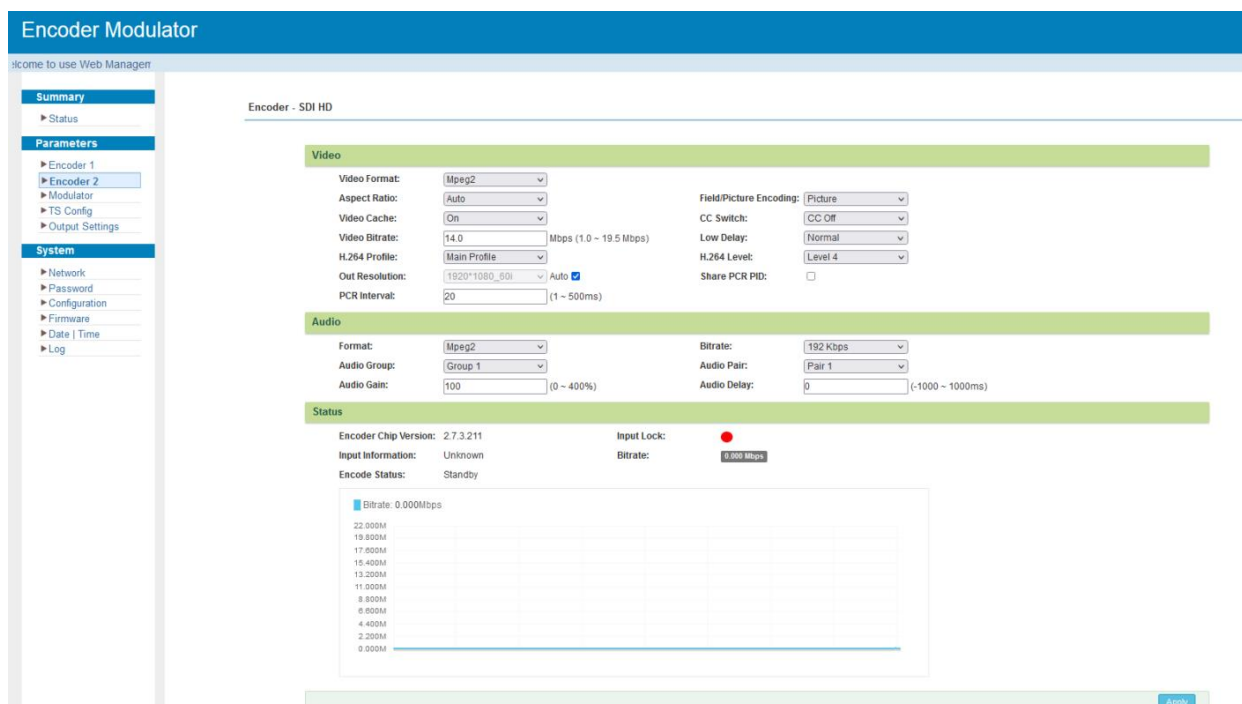 Encoder Modulator
elcome to use Web Managem
Summary
Status
Parameters
Encoder 1
Encoder 2
Modulator
TS Config
Output Settings
System
Network
Password
Configuration
Firmware
Date | Time
Log
Encoder - SDI HD
Video
Video Format: Mpeg2
Aspect Ratio: Auto Field/Picture Encoding: Picture
Video Cache: On CC Switch: CC Off
Video Bitrate: 14.0 Mbps (1.0 ~ 19.5 Mbps) Low Delay: Normal
H.264 Profile: Main Profile H.264 Level: Level 4
Out Resolution: 1920*1080_60i Auto Share PCR PID:
PCR Interval: 20 (1 ~ 500ms)
Audio
Format: Mpeg2 Bitrate: 192 Kbps
Audio Group: Group 1 Audio Pair: Pair 1
Audio Gain: 100 (0 ~ 400%) Audio Delay: 0 (-1000 ~ 1000ms)
Status
Encoder Chip Version: 2.7.3.211 Input Lock:
Input Information: Unknown Bitrate: 0.000 Mbps
Encode Status: Standby
Bitrate: 0.000Mbps
22.000M
19.800M
17.600M
15.400M
13.200M
11.000M
8.800M
6.600M
4.400M
2.200M
0.000M
Apply